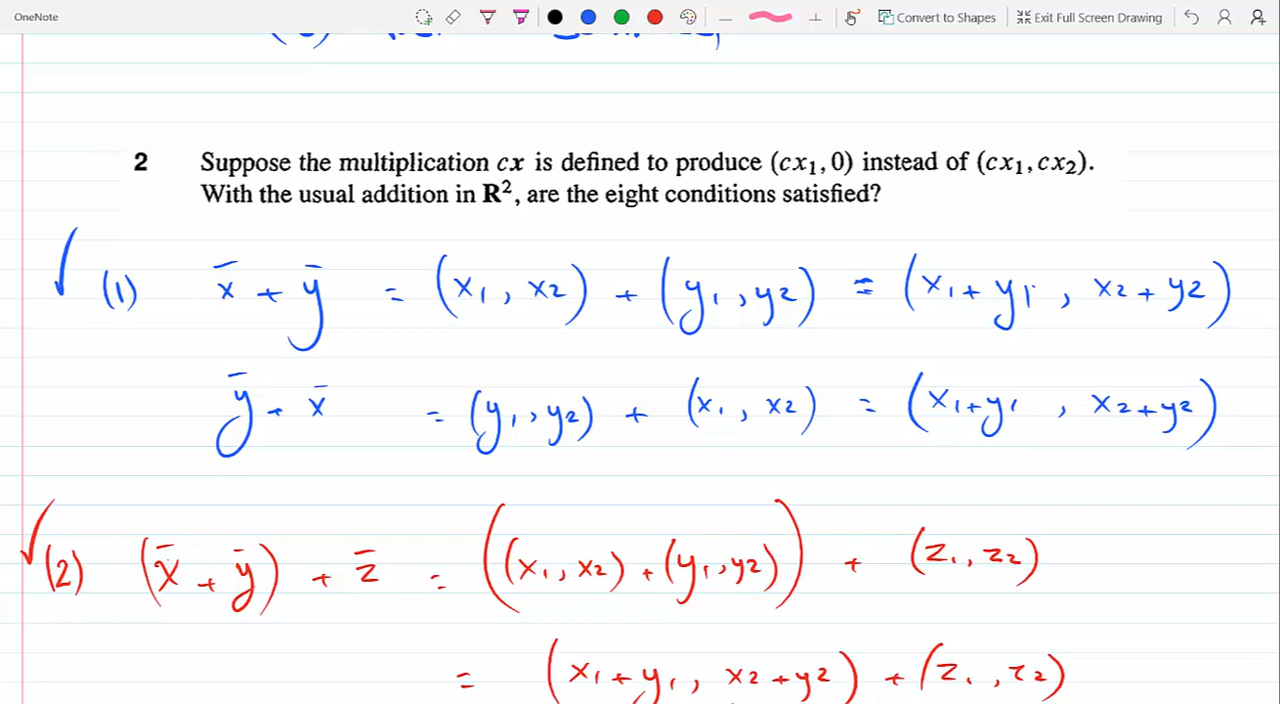 OneNote
Convert to Shapes
Exit Full Screen Drawing
2 Suppose the multiplication cx is defined to produce (cx₁, 0) instead of (cx₁, cx₂).
With the usual addition in R², are the eight conditions satisfied?
√ (1) x̄ + ȳ = (x₁, x₂) + (y₁, y₂) = (x₁ + y₁, x₂ + y₂)
ȳ + x̄ = (y₁, y₂) + (x₁, x₂) = (x₁+y₁, x₂+y₂)
√ (2) (x̄ + ȳ) + z̄ = ((x₁, x₂) + (y₁, y₂)) + (z₁, z₂)
= (x₁+y₁, x₂+y₂) + (z₁, z₂)